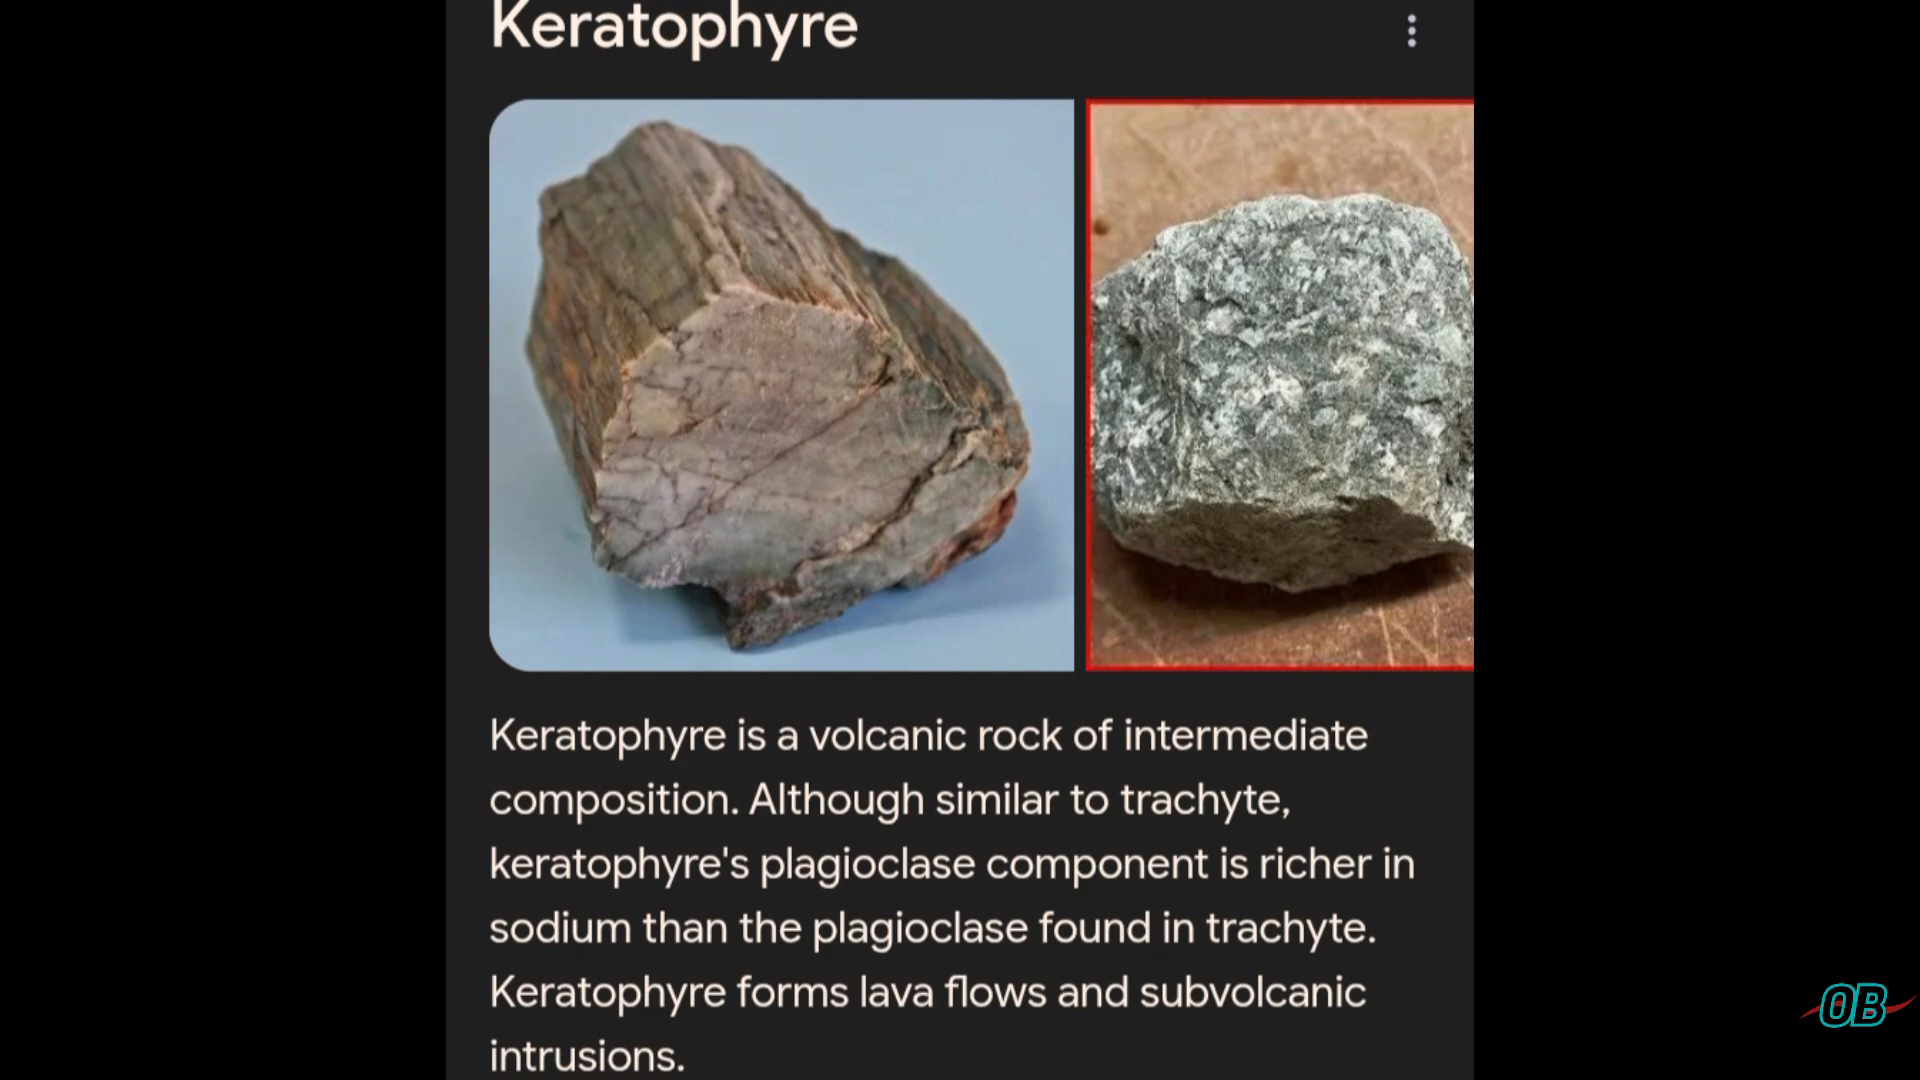 Keratophyre
Keratophyre is a volcanic rock of intermediate
composition. Although similar to trachyte,
keratophyre's plagioclase component is richer in
sodium than the plagioclase found in trachyte.
Keratophyre forms lava flows and subvolcanic
intrusions.
OB